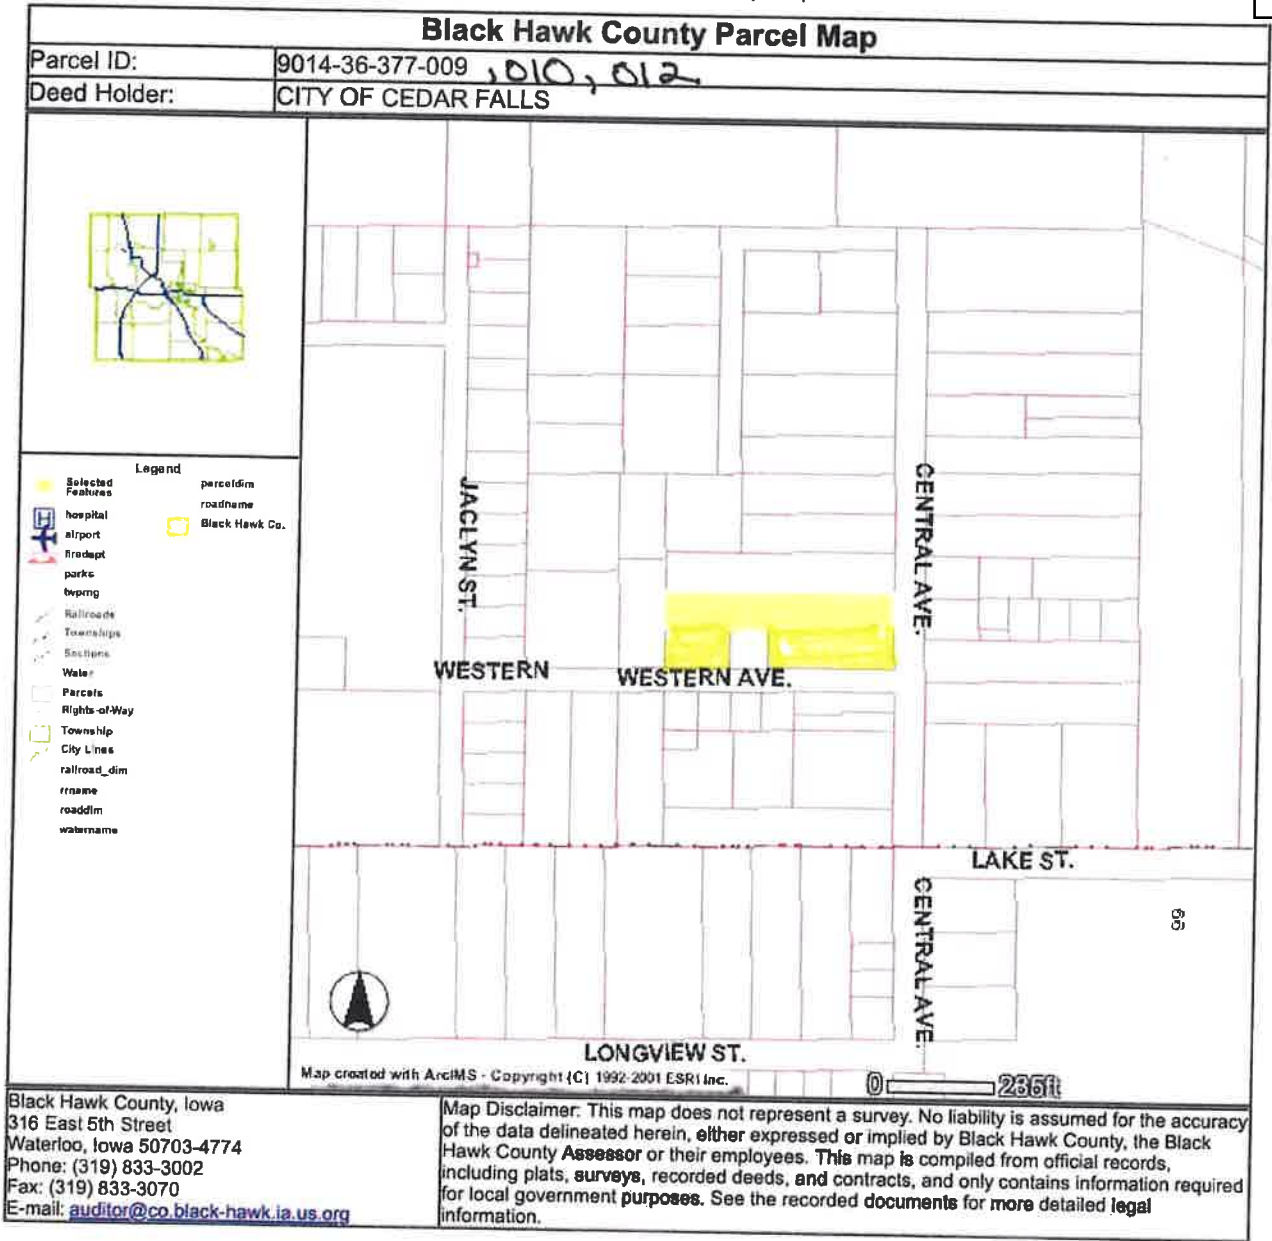 Black Hawk County Parcel Map
Parcel ID: 9014-36-377-009 , 010, 012
Deed Holder: CITY OF CEDAR FALLS
Legend
Selected Features
hospital
airport
firedept
parks
twprng
Railroads
Townships
Sections
Water
Parcels
Rights-of-Way
Township
City Lines
railroad_dim
rrname
roaddim
watername
parceldim
roadname
Black Hawk Co.
JACLYN ST.
CENTRAL AVE.
WESTERN
WESTERN AVE.
LAKE ST.
CENTRAL AVE.
66
LONGVIEW ST.
Map created with ArcIMS - Copyright (C) 1992-2001 ESRI Inc.
0 286ft
Black Hawk County, Iowa
316 East 5th Street
Waterloo, Iowa 50703-4774
Phone: (319) 833-3002
Fax: (319) 833-3070
E-mail: auditor@co.black-hawk.ia.us.org
Map Disclaimer: This map does not represent a survey. No liability is assumed for the accuracy
of the data delineated herein, either expressed or implied by Black Hawk County, the Black
Hawk County Assessor or their employees. This map is compiled from official records,
including plats, surveys, recorded deeds, and contracts, and only contains information required
for local government purposes. See the recorded documents for more detailed legal
information.